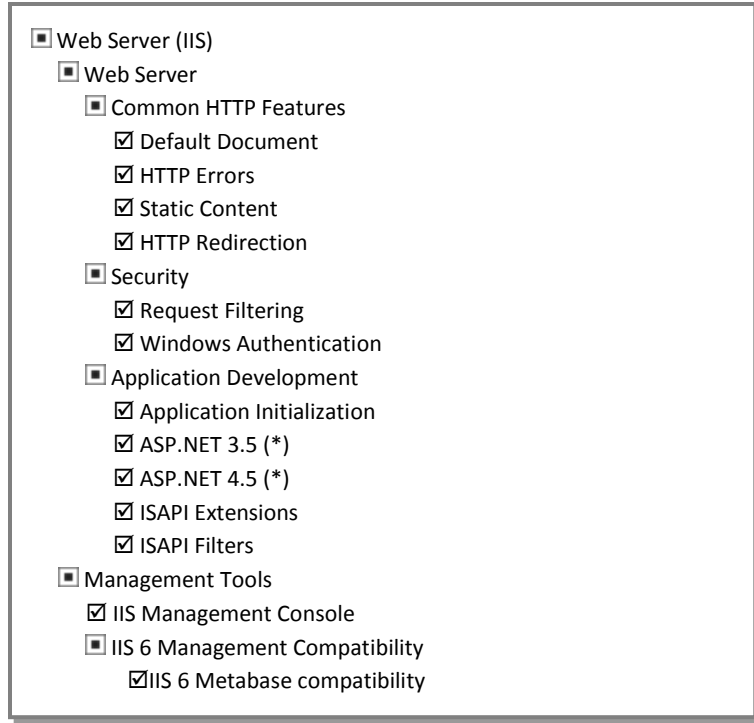 Web Server (IIS)
Web Server
Common HTTP Features
Default Document
HTTP Errors
Static Content
HTTP Redirection
Security
Request Filtering
Windows Authentication
Application Development
Application Initialization
ASP.NET 3.5 (*)
ASP.NET 4.5 (*)
ISAPI Extensions
ISAPI Filters
Management Tools
IIS Management Console
IIS 6 Management Compatibility
IIS 6 Metabase compatibility